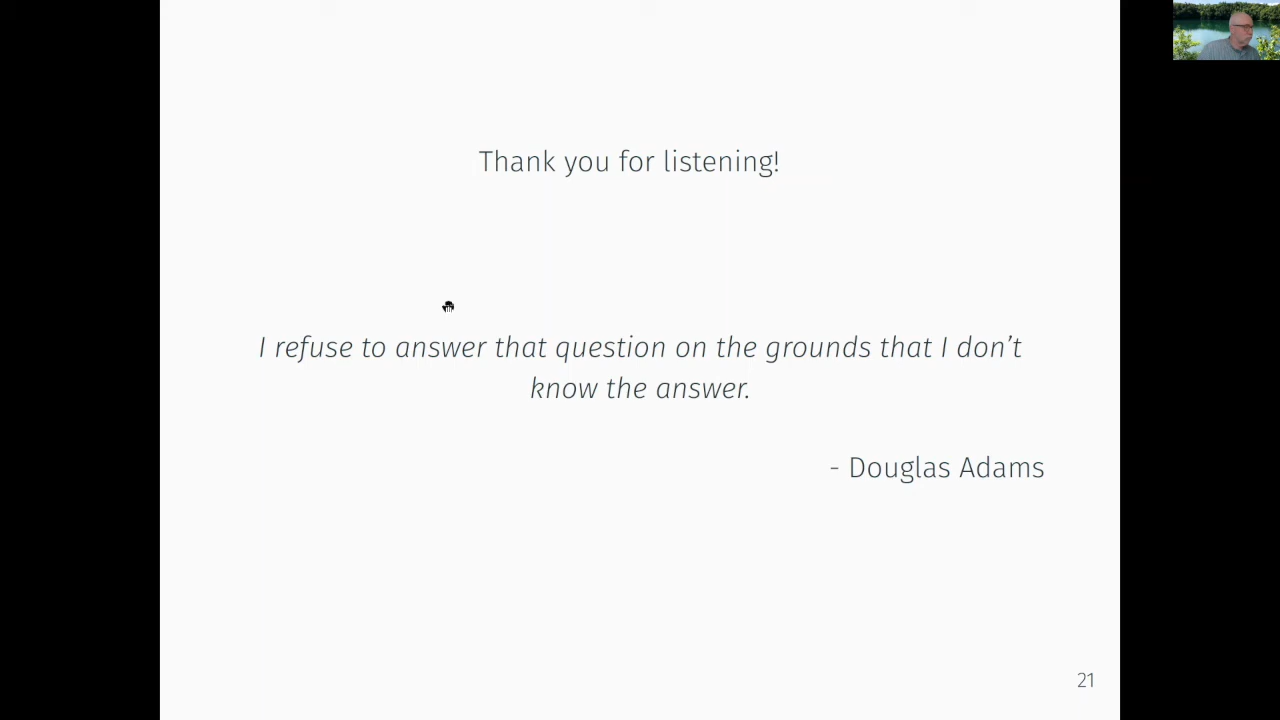 Thank you for listening!
I refuse to answer that question on the grounds that I don’t
know the answer.
- Douglas Adams
21